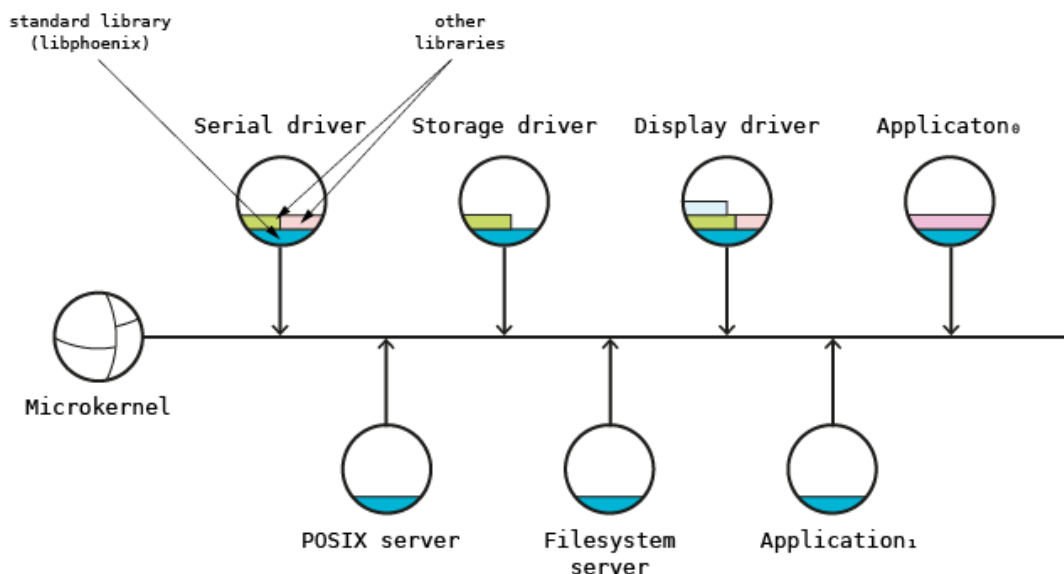 standard library
(libphoenix)
other
libraries
Serial driver
Storage driver
Display driver
Applicaton₀
Microkernel
POSIX server
Filesystem
server
Application₁